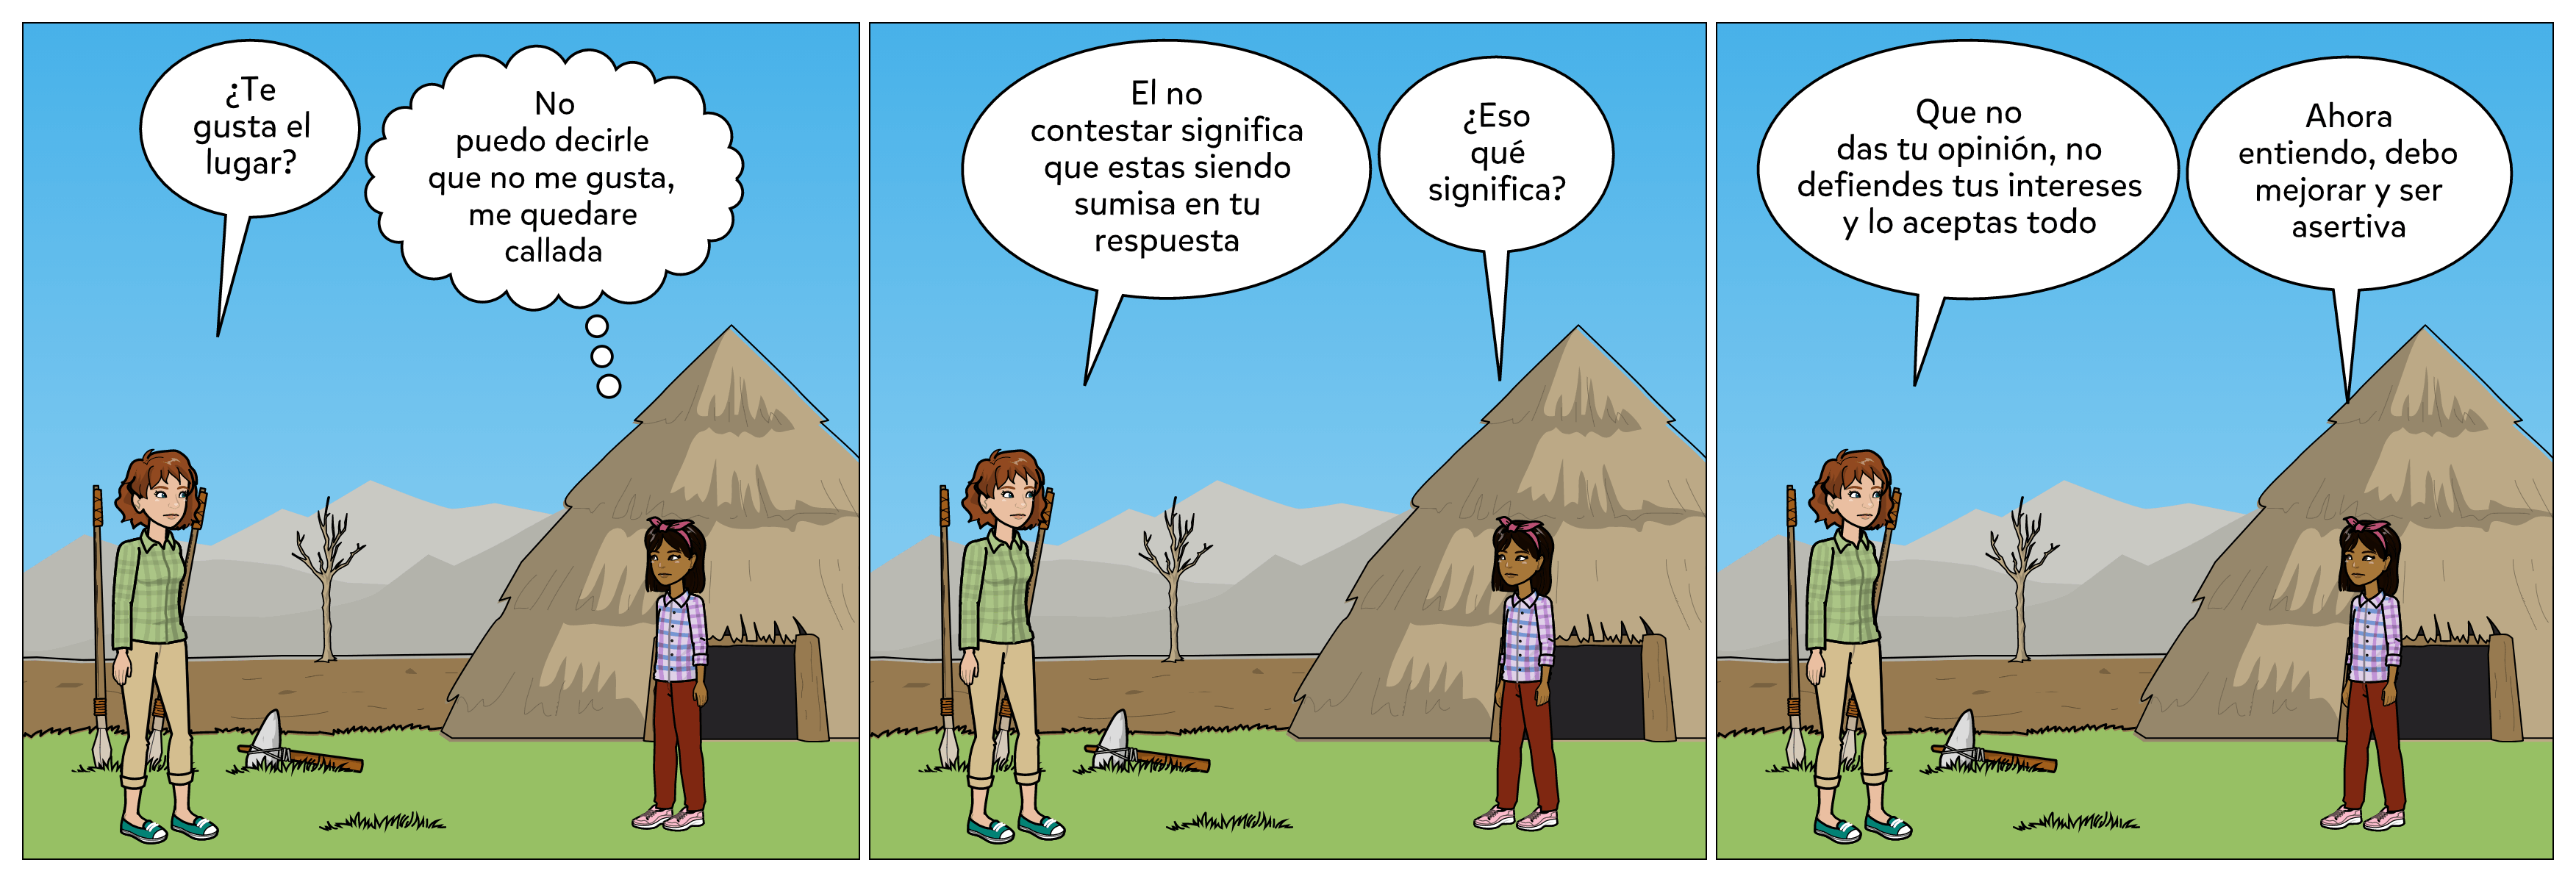 ¿Te
gusta el
lugar?
No
puedo decirle
que no me gusta,
me quedare
callada
El no
contestar significa
que estas siendo
sumisa en tu
respuesta
¿Eso
qué
significa?
Que no
das tu opinión, no
defiendes tus intereses
y lo aceptas todo
Ahora
entiendo, debo
mejorar y ser
asertiva